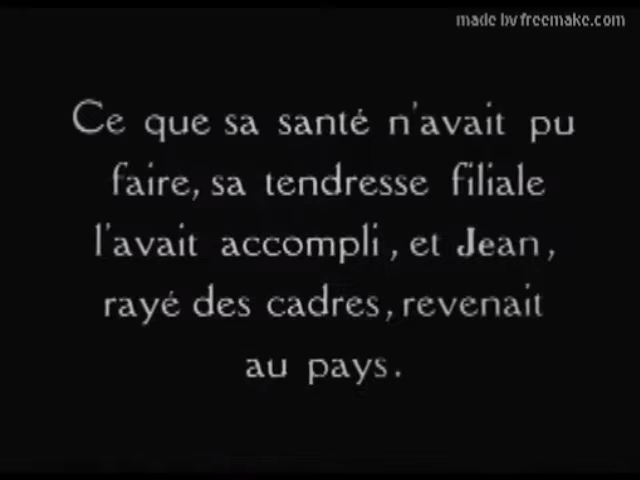 made by freemake.com
Ce que sa santé n'avait pu
faire, sa tendresse filiale
l'avait accompli, et Jean,
rayé des cadres, revenait
au pays.